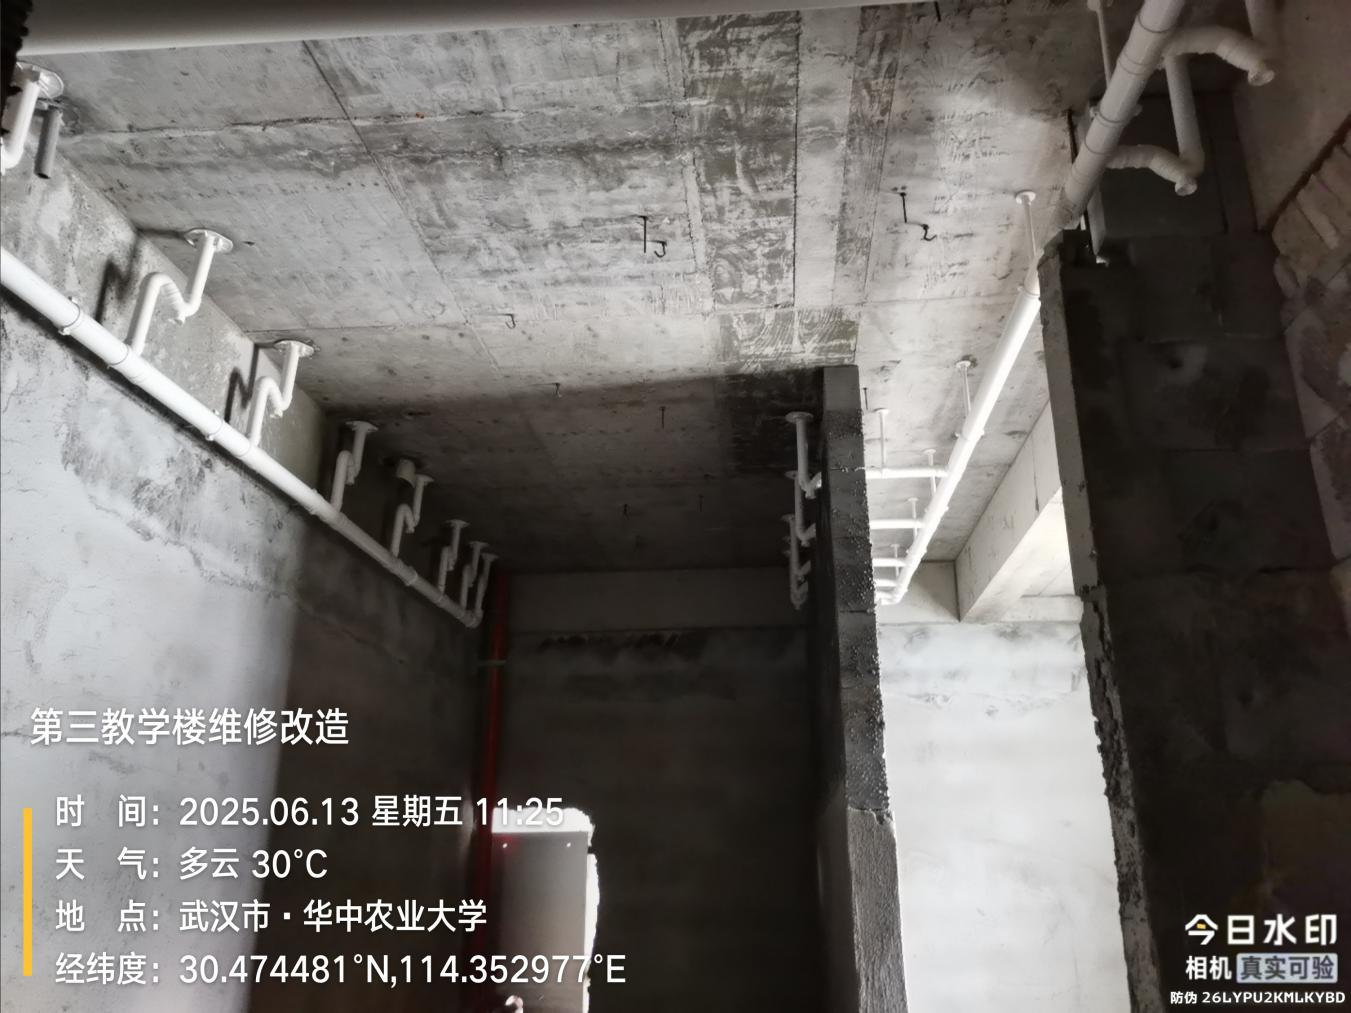 第三教学楼维修改造
时 间：2025.06.13 星期五 11:25
天 气：多云 30°C
地 点：武汉市·华中农业大学
经纬度：30.474481°N,114.352977°E
今日水印
相机 真实可验
防伪 26LYPU2KMLKYBD